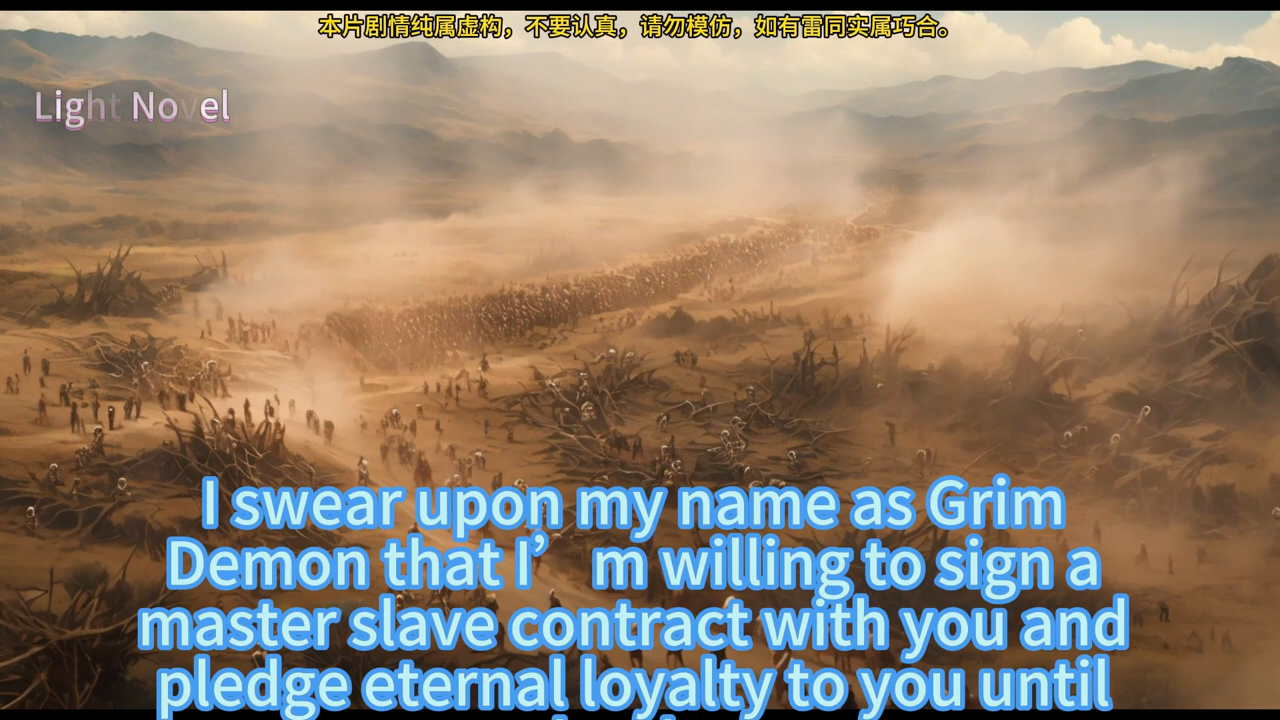 本片剧情纯属虚构，不要认真，请勿模仿，如有雷同实属巧合。
Light Novel
I swear upon my name as Grim
Demon that I’m willing to sign a
master slave contract with you and
pledge eternal loyalty to you until